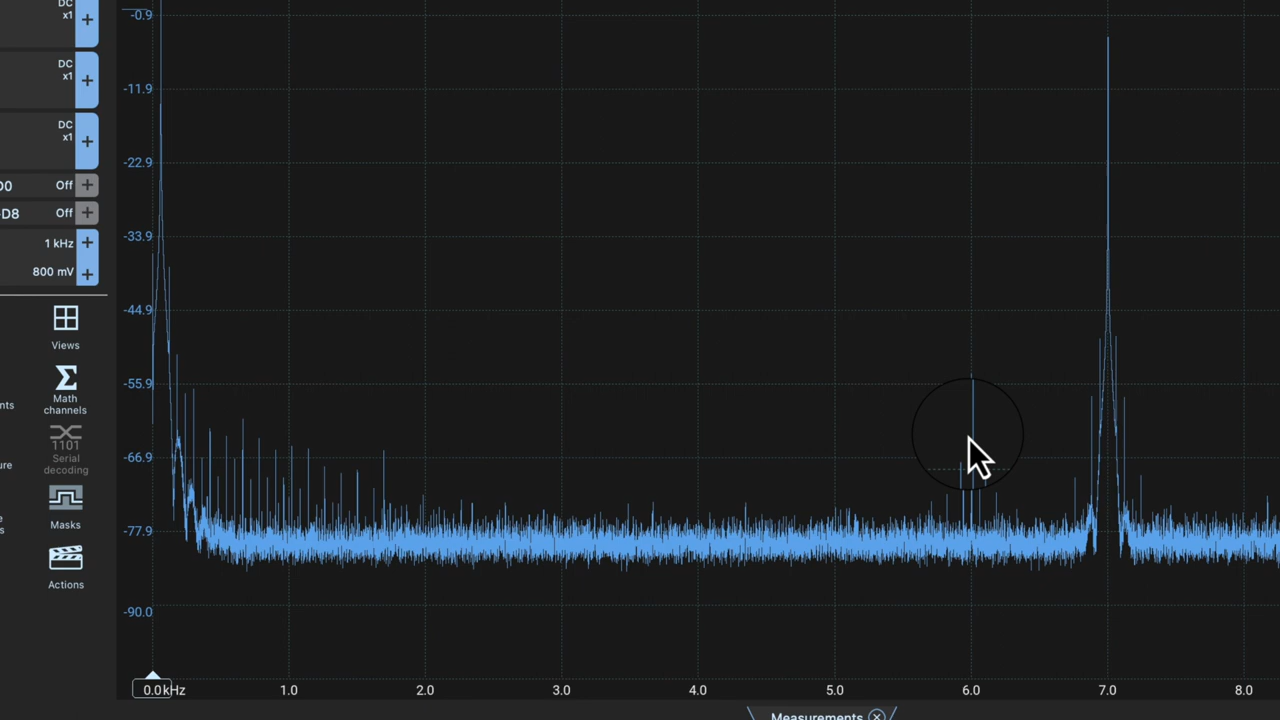 DC
x1
+
DC
x1
+
DC
x1
+
D0 Off +
-D8 Off +
1 kHz +
800 mV +
Views
Σ
Math
channels
nts
1101
Serial
decoding
ure
Masks
e
s
Actions
-0.9
-11.9
-22.9
-33.9
-44.9
-55.9
-66.9
-77.9
-90.0
0.0kHz 1.0 2.0 3.0 4.0 5.0 6.0 7.0 8.0
Measurements